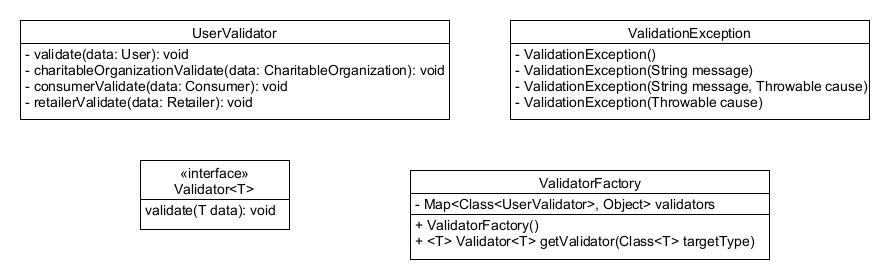 UserValidator
- validate(data: User): void
- charitableOrganizationValidate(data: CharitableOrganization): void
- consumerValidate(data: Consumer): void
- retailerValidate(data: Retailer): void
ValidationException
- ValidationException()
- ValidationException(String message)
- ValidationException(String message, Throwable cause)
- ValidationException(Throwable cause)
«interface»
Validator<T>
validate(T data): void
ValidatorFactory
- Map<Class<UserValidator>, Object> validators
+ ValidatorFactory()
+ <T> Validator<T> getValidator(Class<T> targetType)